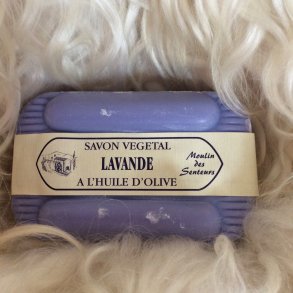 SAVON VEGETAL
LAVANDE
A L'HUILE D'OLIVE
Moulin
des
Senteurs